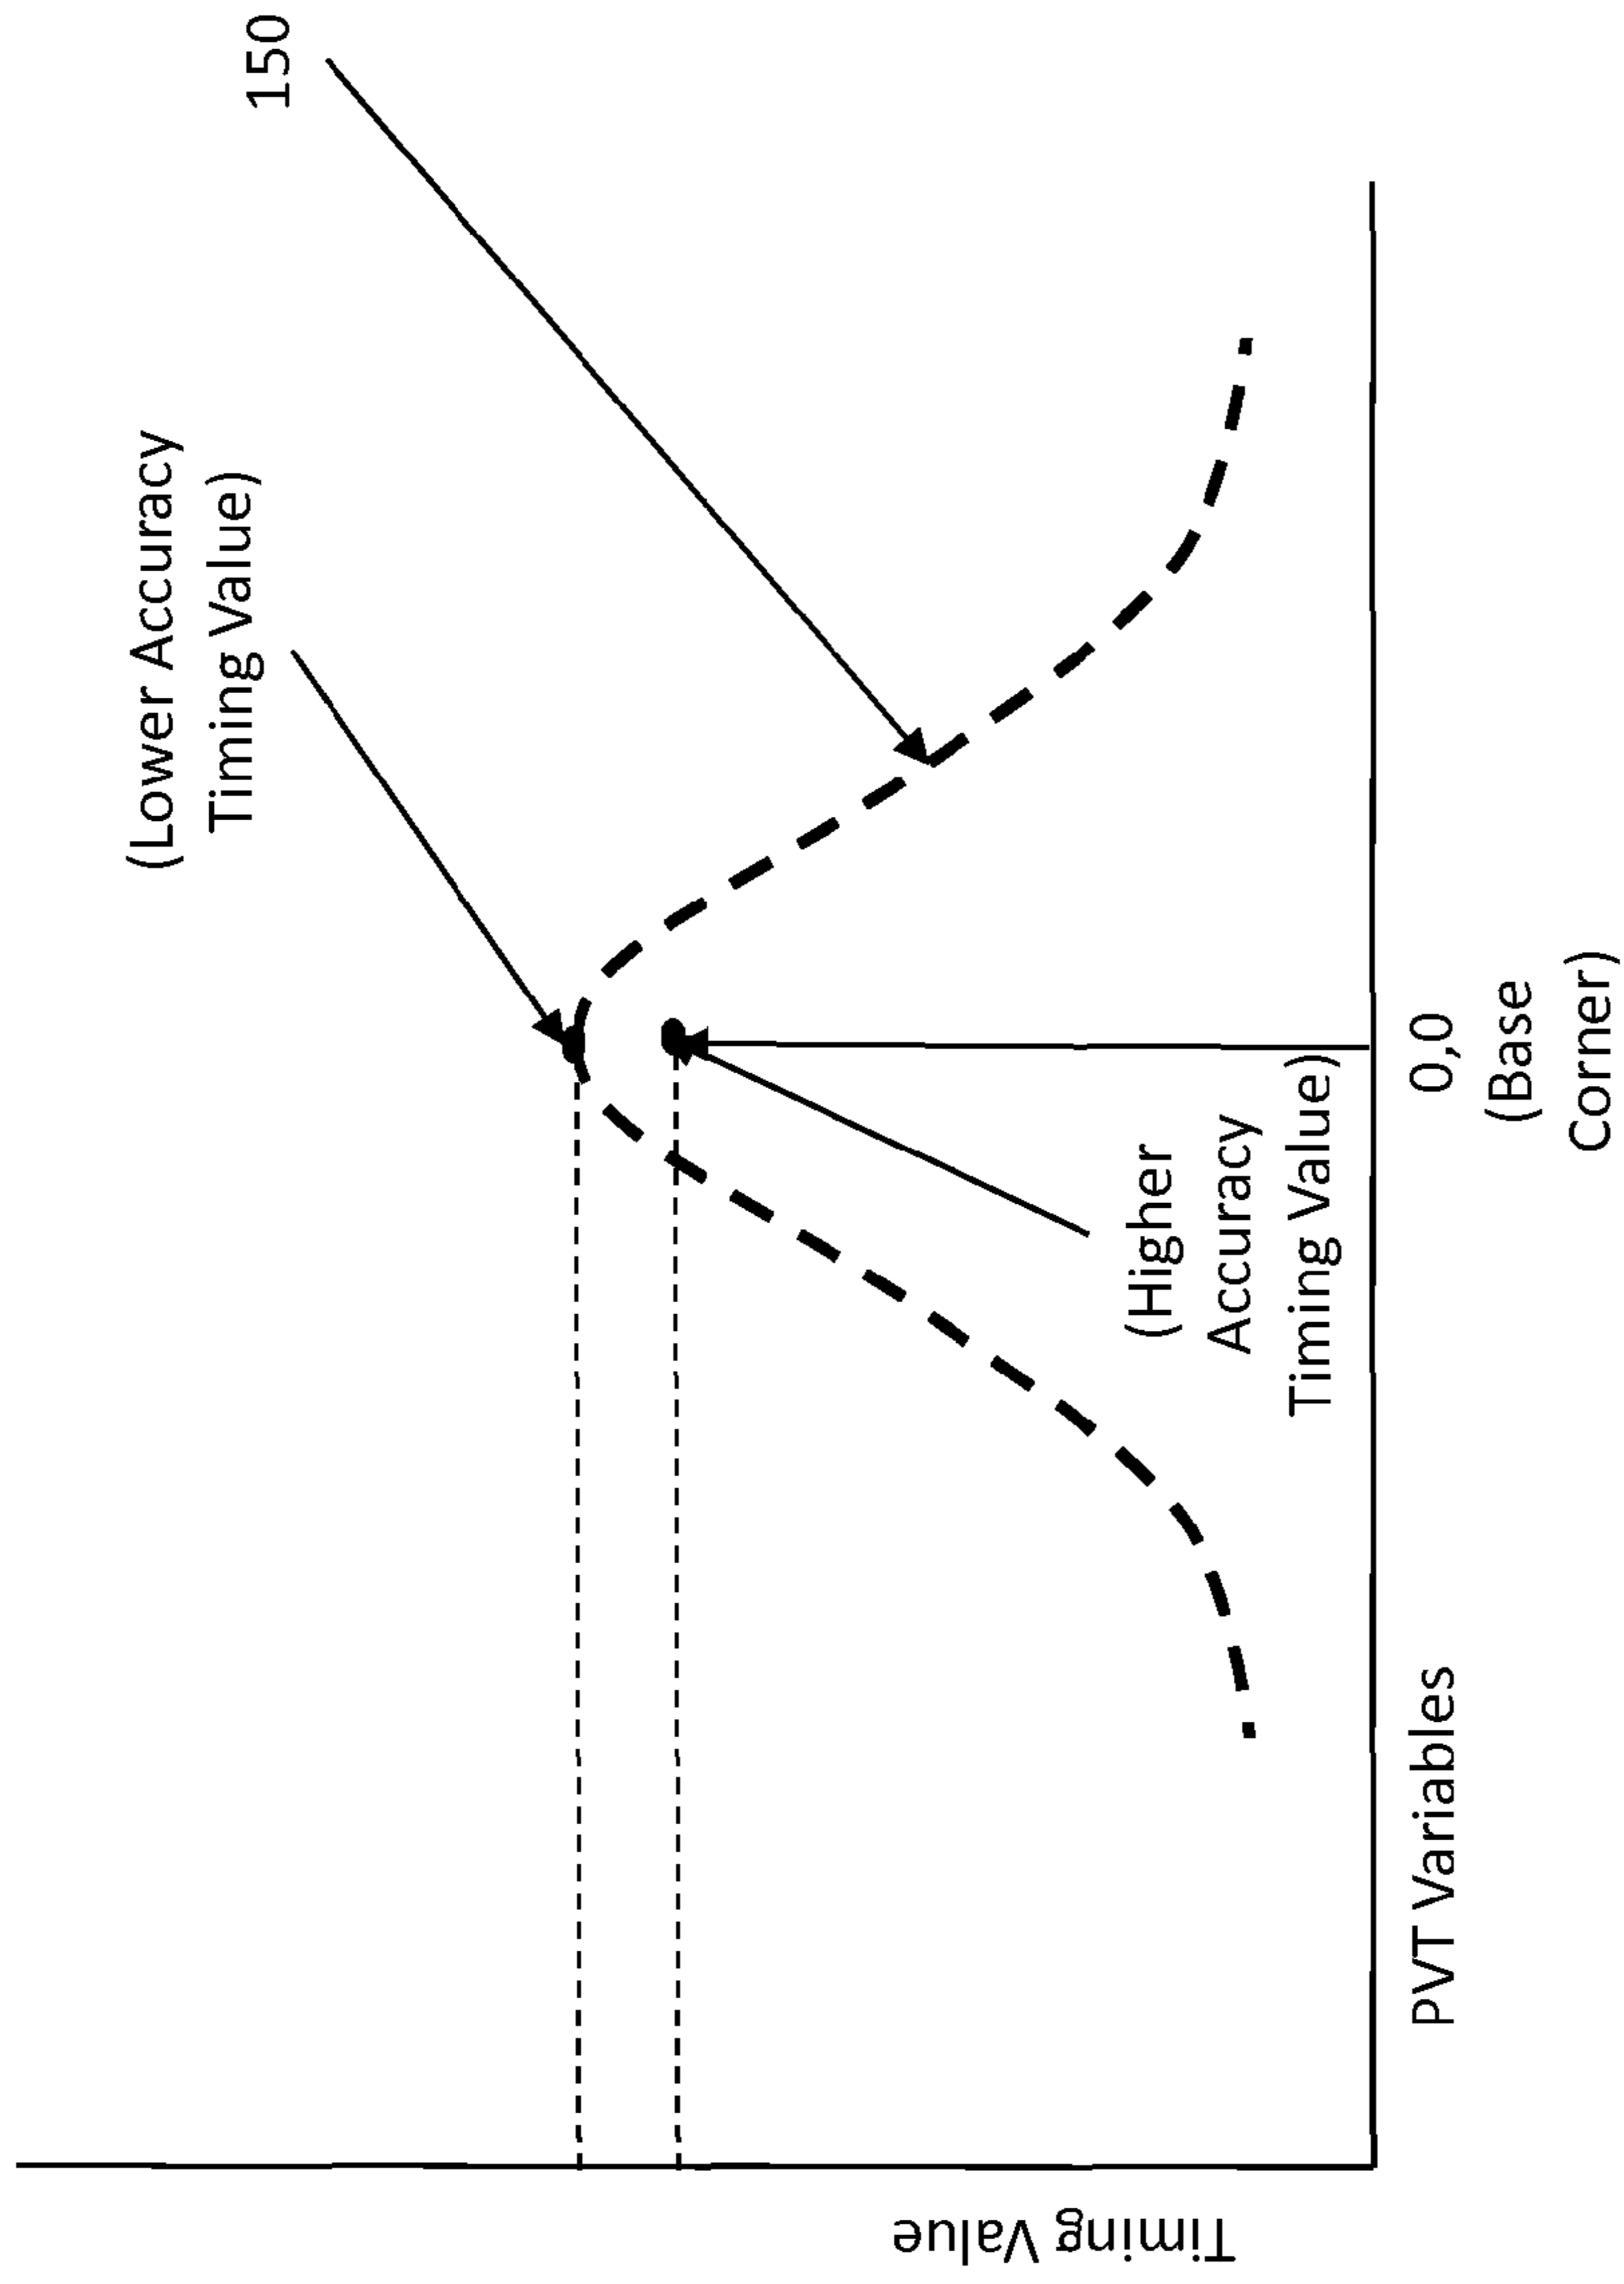 150
(Lower Accuracy
Timing Value)
Timing Value
(Higher
Accuracy
Timing Value)
PVT Variables
0,0
(Base
Corner)